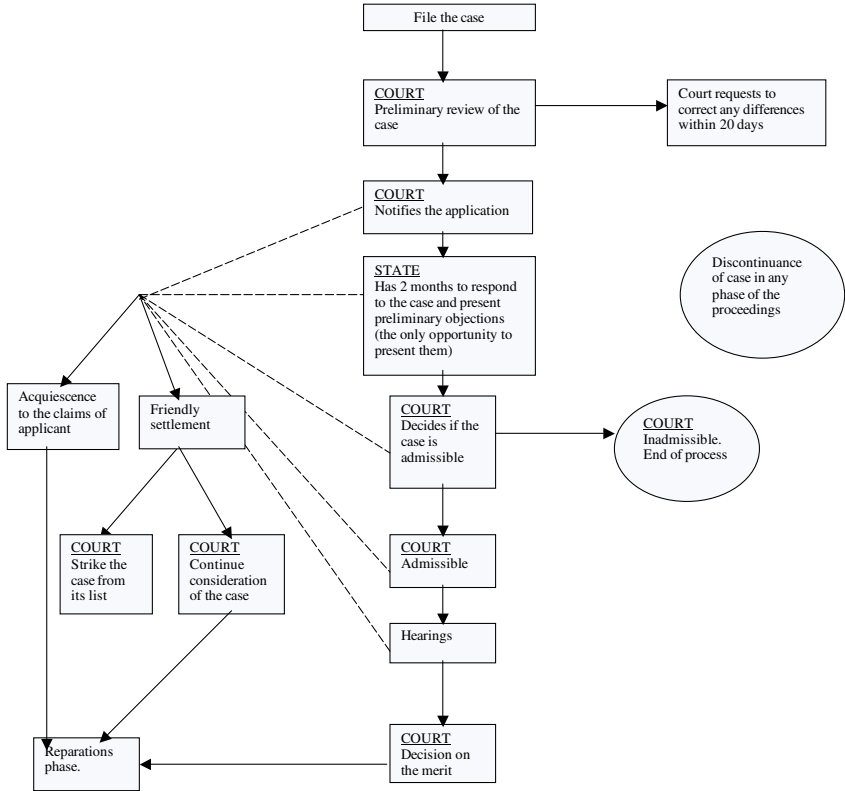 File the case
COURT
Preliminary review of the
case
Court requests to
correct any differences
within 20 days
COURT
Notifies the application
STATE
Has 2 months to respond
to the case and present
preliminary objections
(the only opportunity to
present them)
Discontinuance
of case in any
phase of the
proceedings
Acquiescence
to the claims of
applicant
Friendly
settlement
COURT
Decides if the
case is
admissible
COURT
Inadmissible.
End of process
COURT
Strike the
case from
its list
COURT
Continue
consideration
of the case
COURT
Admissible
Hearings
Reparations
phase.
COURT
Decision on
the merit